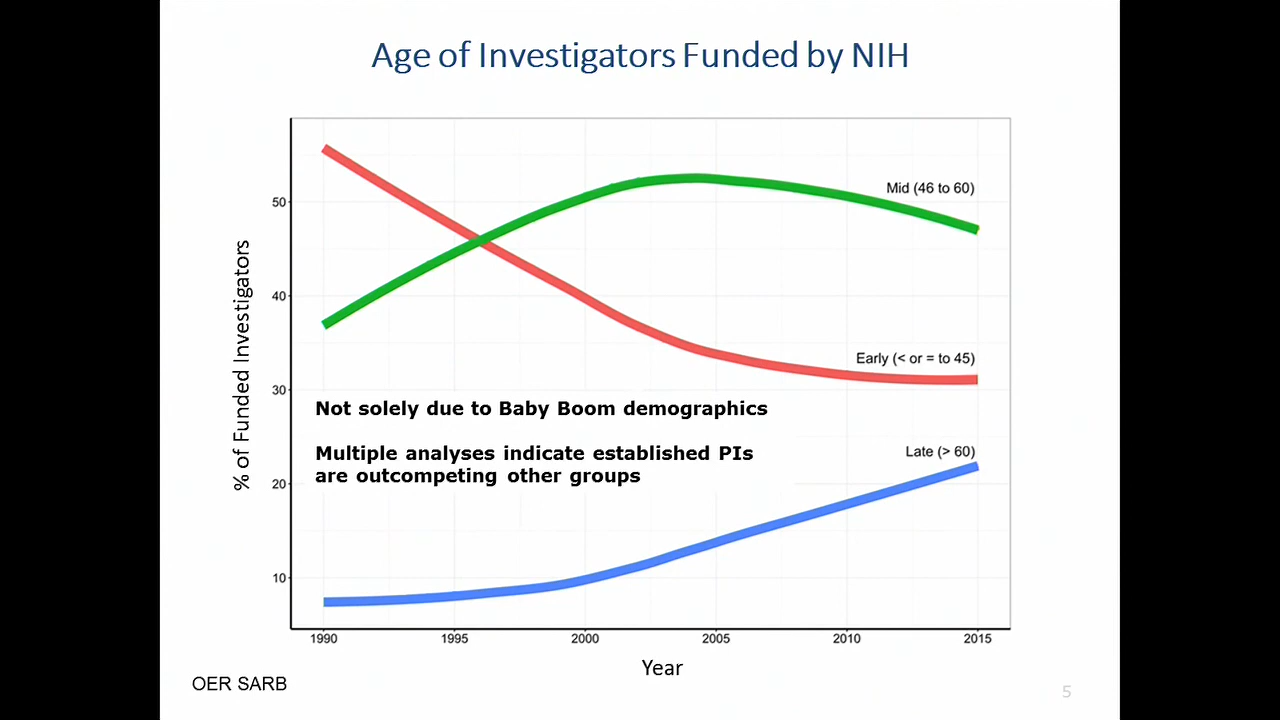 Age of Investigators Funded by NIH
% of Funded Investigators
50
40
30
20
10
Mid (46 to 60)
Early (< or = to 45)
Not solely due to Baby Boom demographics
Multiple analyses indicate established PIs
are outcompeting other groups
Late (> 60)
1990 1995 2000 2005 2010 2015
Year
OER SARB
5